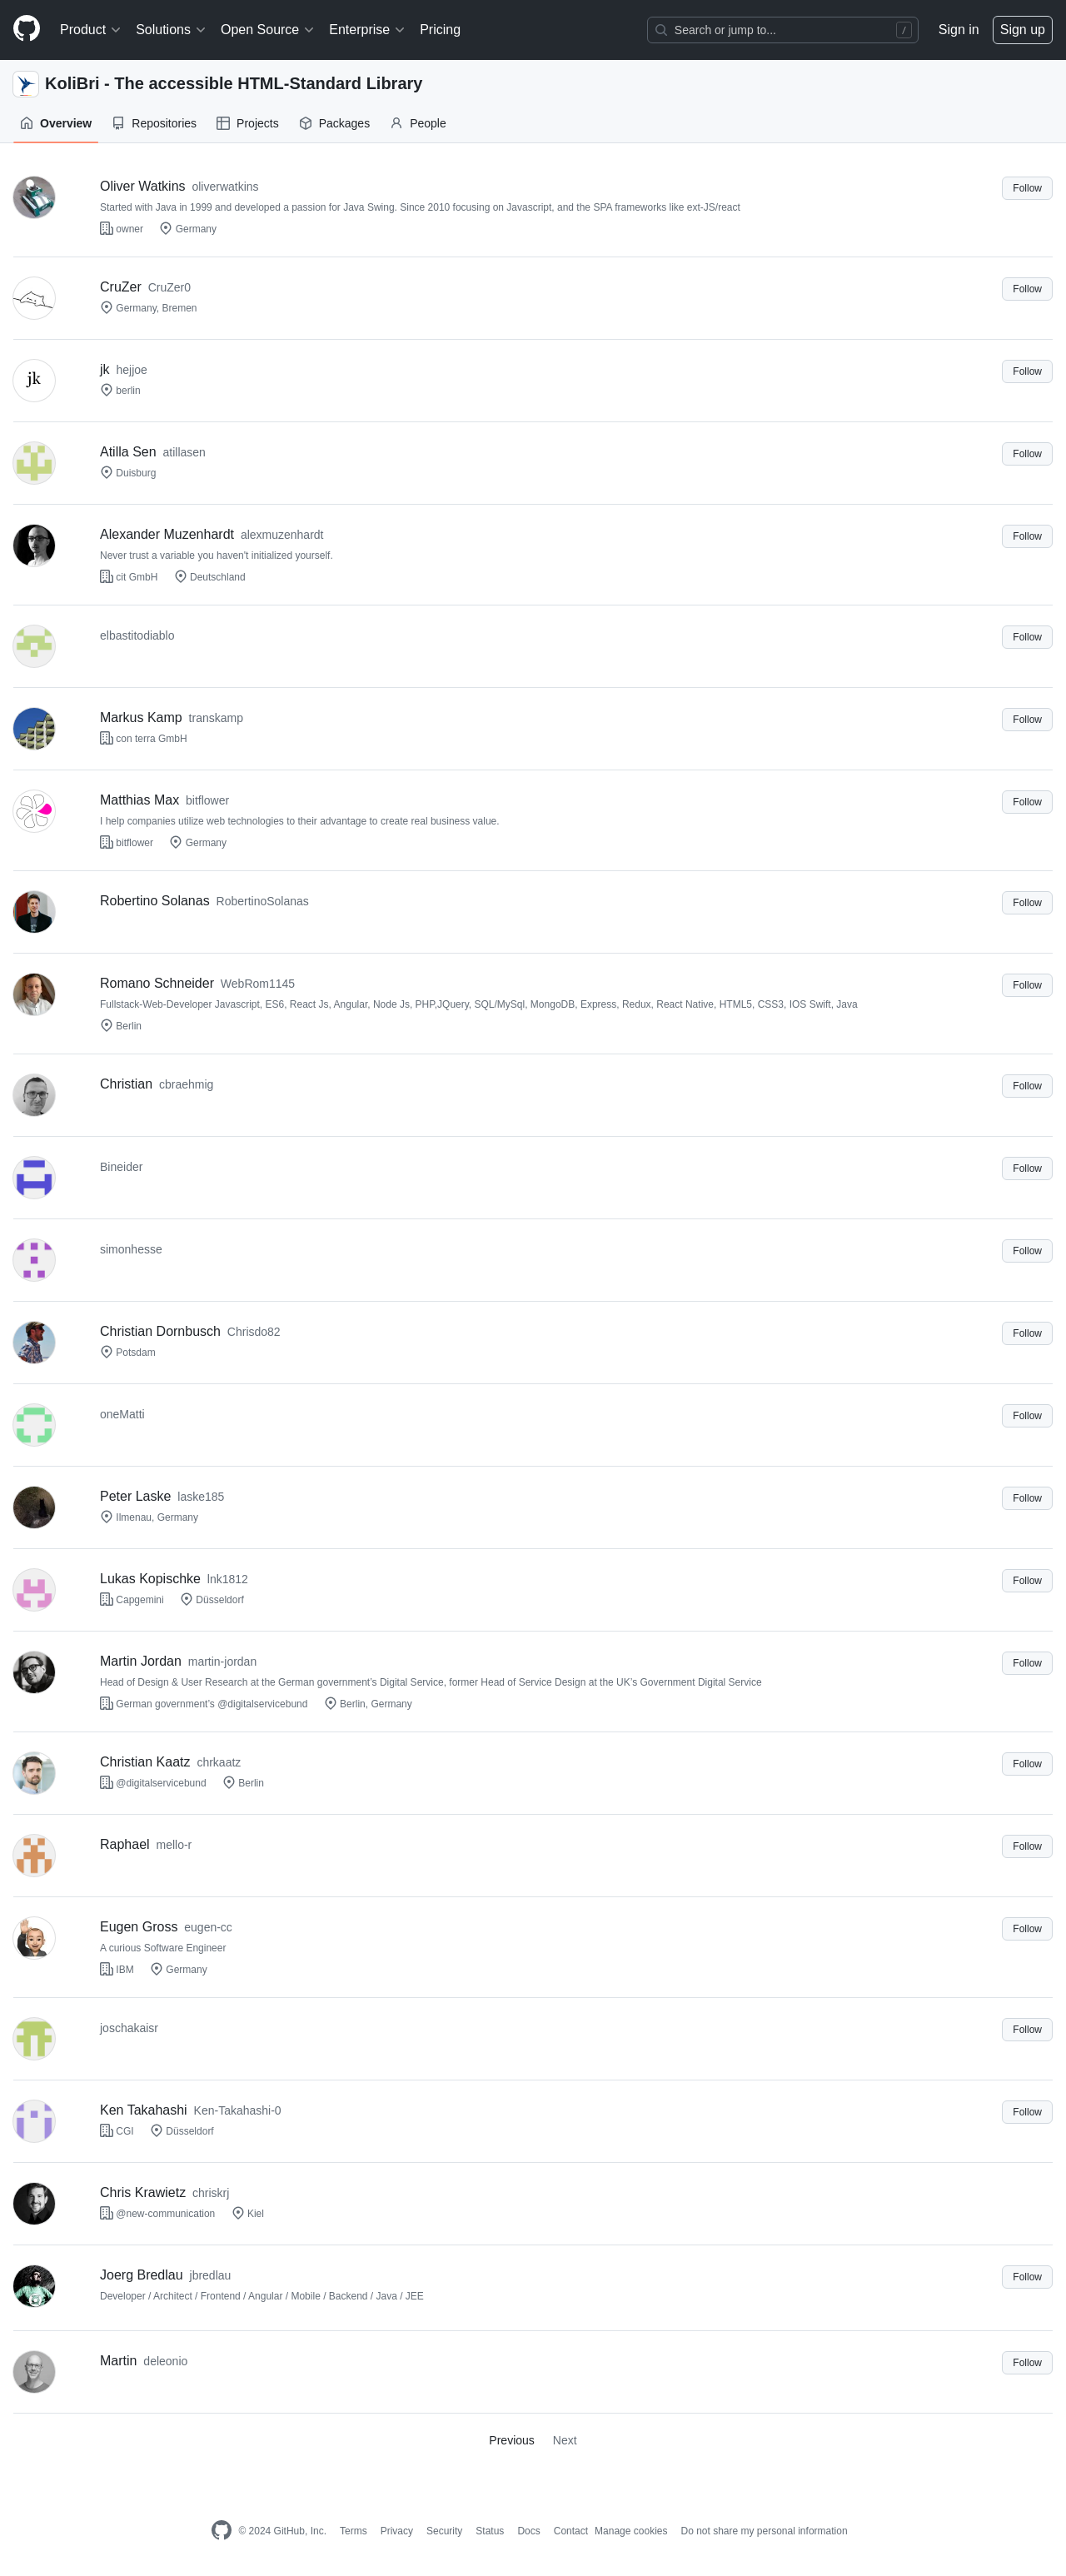 Product Solutions Open Source Enterprise Pricing Search or jump to... / Sign in Sign up
KoliBri - The accessible HTML-Standard Library
Overview Repositories Projects Packages People
Oliver Watkins oliverwatkins Follow
Started with Java in 1999 and developed a passion for Java Swing. Since 2010 focusing on Javascript, and the SPA frameworks like ext-JS/react
owner Germany
CruZer CruZer0 Follow
Germany, Bremen
jk
jk hejjoe Follow
berlin
Atilla Sen atillasen Follow
Duisburg
Alexander Muzenhardt alexmuzenhardt Follow
Never trust a variable you haven't initialized yourself.
cit GmbH Deutschland
elbastitodiablo Follow
Markus Kamp transkamp Follow
con terra GmbH
Matthias Max bitflower Follow
I help companies utilize web technologies to their advantage to create real business value.
bitflower Germany
Robertino Solanas RobertinoSolanas Follow
Romano Schneider WebRom1145 Follow
Fullstack-Web-Developer Javascript, ES6, React Js, Angular, Node Js, PHP,JQuery, SQL/MySql, MongoDB, Express, Redux, React Native, HTML5, CSS3, IOS Swift, Java
Berlin
Christian cbraehmig Follow
Bineider Follow
simonhesse Follow
Christian Dornbusch Chrisdo82 Follow
Potsdam
oneMatti Follow
Peter Laske laske185 Follow
Ilmenau, Germany
Lukas Kopischke lnk1812 Follow
Capgemini Düsseldorf
Martin Jordan martin-jordan Follow
Head of Design & User Research at the German government's Digital Service, former Head of Service Design at the UK's Government Digital Service
German government's @digitalservicebund Berlin, Germany
Christian Kaatz chrkaatz Follow
@digitalservicebund Berlin
Raphael mello-r Follow
Eugen Gross eugen-cc Follow
A curious Software Engineer
IBM Germany
joschakaisr Follow
Ken Takahashi Ken-Takahashi-0 Follow
CGI Düsseldorf
Chris Krawietz chriskrj Follow
@new-communication Kiel
Joerg Bredlau jbredlau Follow
Developer / Architect / Frontend / Angular / Mobile / Backend / Java / JEE
Martin deleonio Follow
Previous Next
© 2024 GitHub, Inc. Terms Privacy Security Status Docs Contact Manage cookies Do not share my personal information